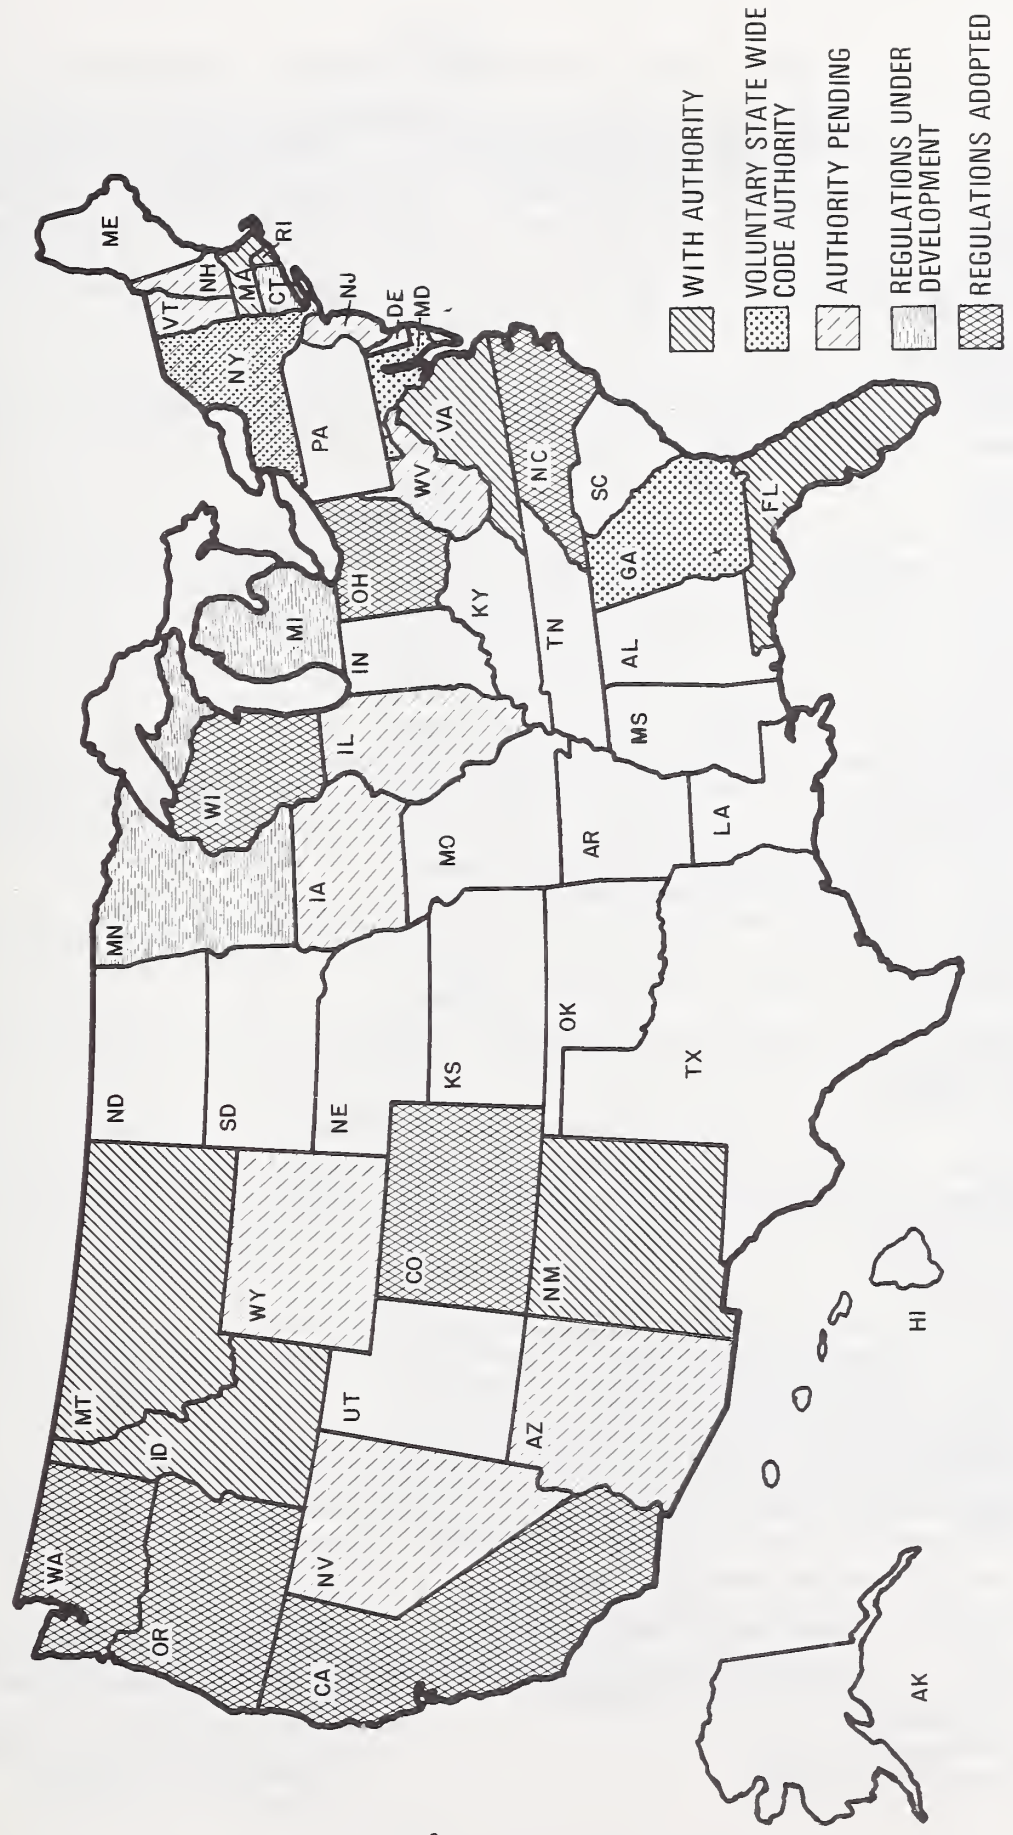 WA
OR
CA
ID
NV
MT
WY
UT
AZ
CO
NM
ND
SD
NE
KS
OK
TX
MN
IA
MO
AR
LA
WI
IL
MS
MI
IN
OH
KY
TN
AL
GA
FL
SC
NC
VA
WV
PA
NY
VT
NH
ME
MA
CT
RI
NJ
DE
MD
AK
HI
WITH AUTHORITY
VOLUNTARY STATE WIDE
CODE AUTHORITY
AUTHORITY PENDING
REGULATIONS UNDER
DEVELOPMENT
REGULATIONS ADOPTED